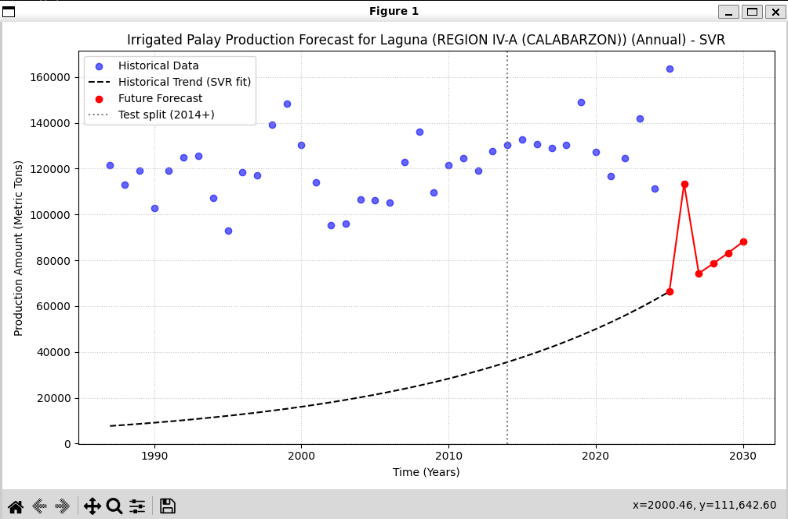 Figure 1
Irrigated Palay Production Forecast for Laguna (REGION IV-A (CALABARZON)) (Annual) - SVR
Historical Data
Historical Trend (SVR fit)
Future Forecast
Test split (2014+)
Production Amount (Metric Tons)
160000
140000
120000
100000
80000
60000
40000
20000
0
1990
2000
2010
2020
2030
Time (Years)
x=2000.46, y=111,642.60